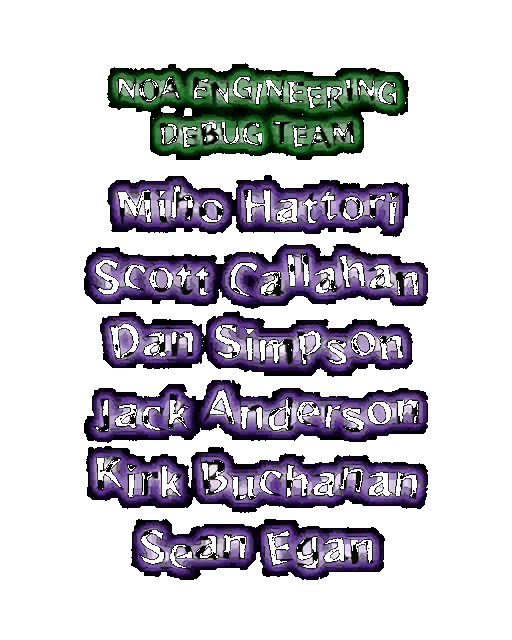 NOA ENGINEERING
DEBUG TEAM
Miho Hattori
Scott Callahan
Dan Simpson
Jack Anderson
Kirk Buchanan
Sean Egan